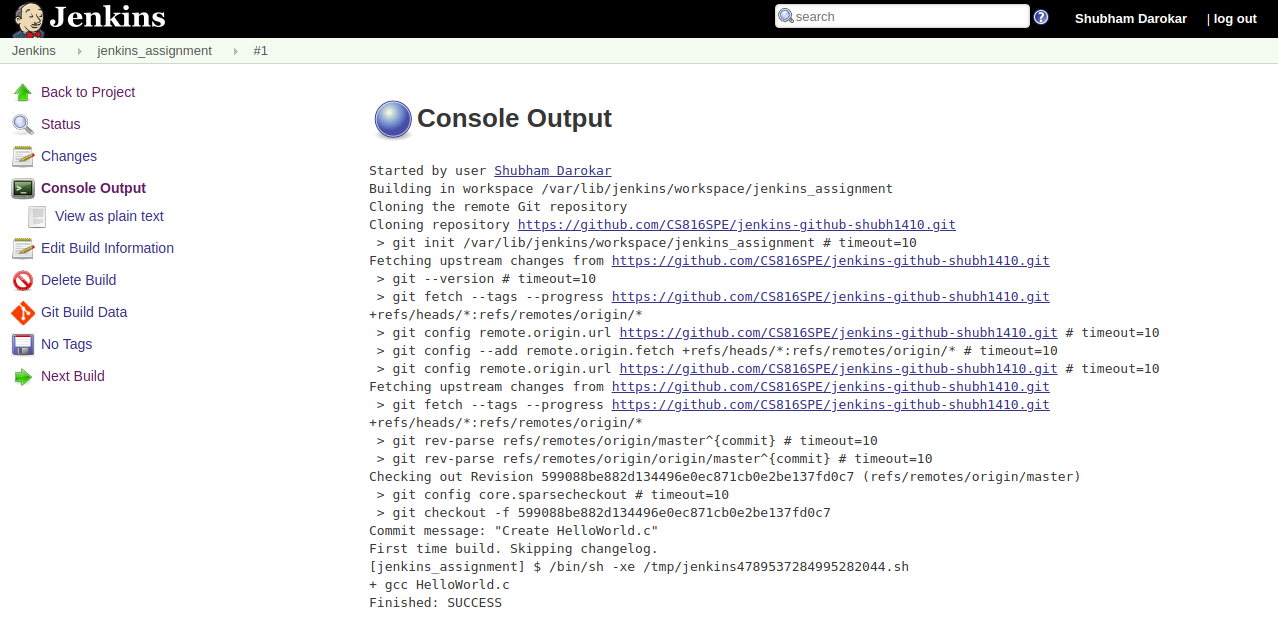 Jenkins
search
Shubham Darokar
| log out
Jenkins
jenkins_assignment
#1
Back to Project
Status
Changes
Console Output
View as plain text
Edit Build Information
Delete Build
Git Build Data
No Tags
Next Build
Console Output
Started by user Shubham Darokar
Building in workspace /var/lib/jenkins/workspace/jenkins_assignment
Cloning the remote Git repository
Cloning repository https://github.com/CS816SPE/jenkins-github-shubh1410.git
 > git init /var/lib/jenkins/workspace/jenkins_assignment # timeout=10
Fetching upstream changes from https://github.com/CS816SPE/jenkins-github-shubh1410.git
 > git --version # timeout=10
 > git fetch --tags --progress https://github.com/CS816SPE/jenkins-github-shubh1410.git
+refs/heads/*:refs/remotes/origin/*
 > git config remote.origin.url https://github.com/CS816SPE/jenkins-github-shubh1410.git # timeout=10
 > git config --add remote.origin.fetch +refs/heads/*:refs/remotes/origin/* # timeout=10
 > git config remote.origin.url https://github.com/CS816SPE/jenkins-github-shubh1410.git # timeout=10
Fetching upstream changes from https://github.com/CS816SPE/jenkins-github-shubh1410.git
 > git fetch --tags --progress https://github.com/CS816SPE/jenkins-github-shubh1410.git
+refs/heads/*:refs/remotes/origin/*
 > git rev-parse refs/remotes/origin/master^{commit} # timeout=10
 > git rev-parse refs/remotes/origin/origin/master^{commit} # timeout=10
Checking out Revision 599088be882d134496e0ec871cb0e2be137fd0c7 (refs/remotes/origin/master)
 > git config core.sparsecheckout # timeout=10
 > git checkout -f 599088be882d134496e0ec871cb0e2be137fd0c7
Commit message: "Create HelloWorld.c"
First time build. Skipping changelog.
[jenkins_assignment] $ /bin/sh -xe /tmp/jenkins4789537284995282044.sh
+ gcc HelloWorld.c
Finished: SUCCESS